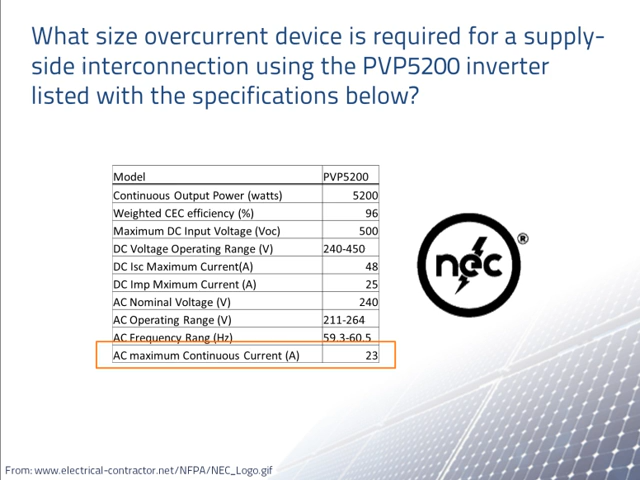 What size overcurrent device is required for a supply-
side interconnection using the PVP5200 inverter
listed with the specifications below?
Model PVP5200
Continuous Output Power (watts) 5200
Weighted CEC efficiency (%) 96
Maximum DC Input Voltage (Voc) 500
DC Voltage Operating Range (V) 240-450
DC Isc Maximum Current(A) 48
DC Imp Mximum Current (A) 25
AC Nominal Voltage (V) 240
AC Operating Range (V) 211-264
AC Frequency Rang (Hz) 59.3-60.5
AC maximum Continuous Current (A) 23
nec ®
From: www.electrical-contractor.net/NFPA/NEC_Logo.gif